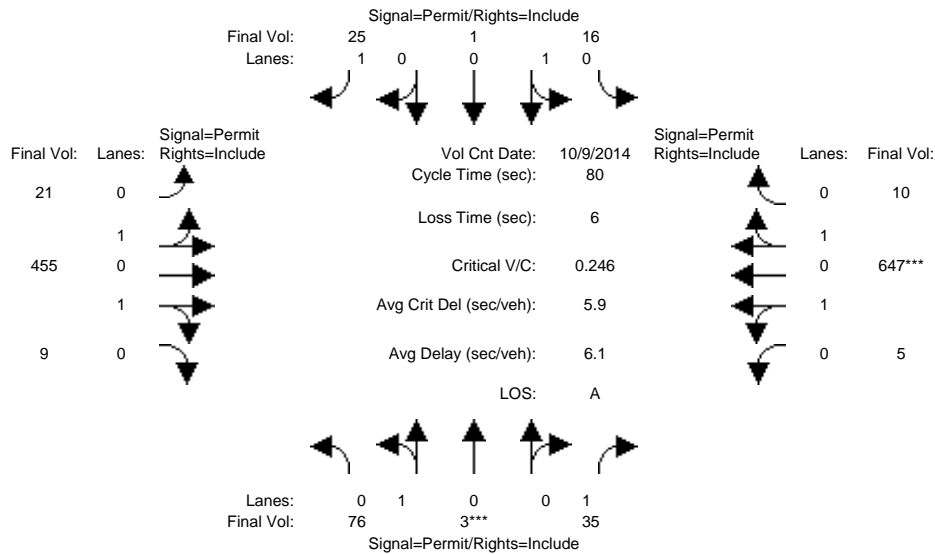 Signal=Permit/Rights=Include
Final Vol: 25 1 16
Lanes: 1 0 0 1 0
Signal=Permit Signal=Permit
Final Vol: Lanes: Rights=Include Vol Cnt Date: 10/9/2014 Rights=Include Lanes: Final Vol:
Cycle Time (sec): 80
21 0 0 10
Loss Time (sec): 6
1 1
455 0 Critical V/C: 0.246 0 647***
1 Avg Crit Del (sec/veh): 5.9 1
9 0 Avg Delay (sec/veh): 6.1 0 5
LOS: A
Lanes: 0 1 0 0 1
Final Vol: 76 3*** 35
Signal=Permit/Rights=Include